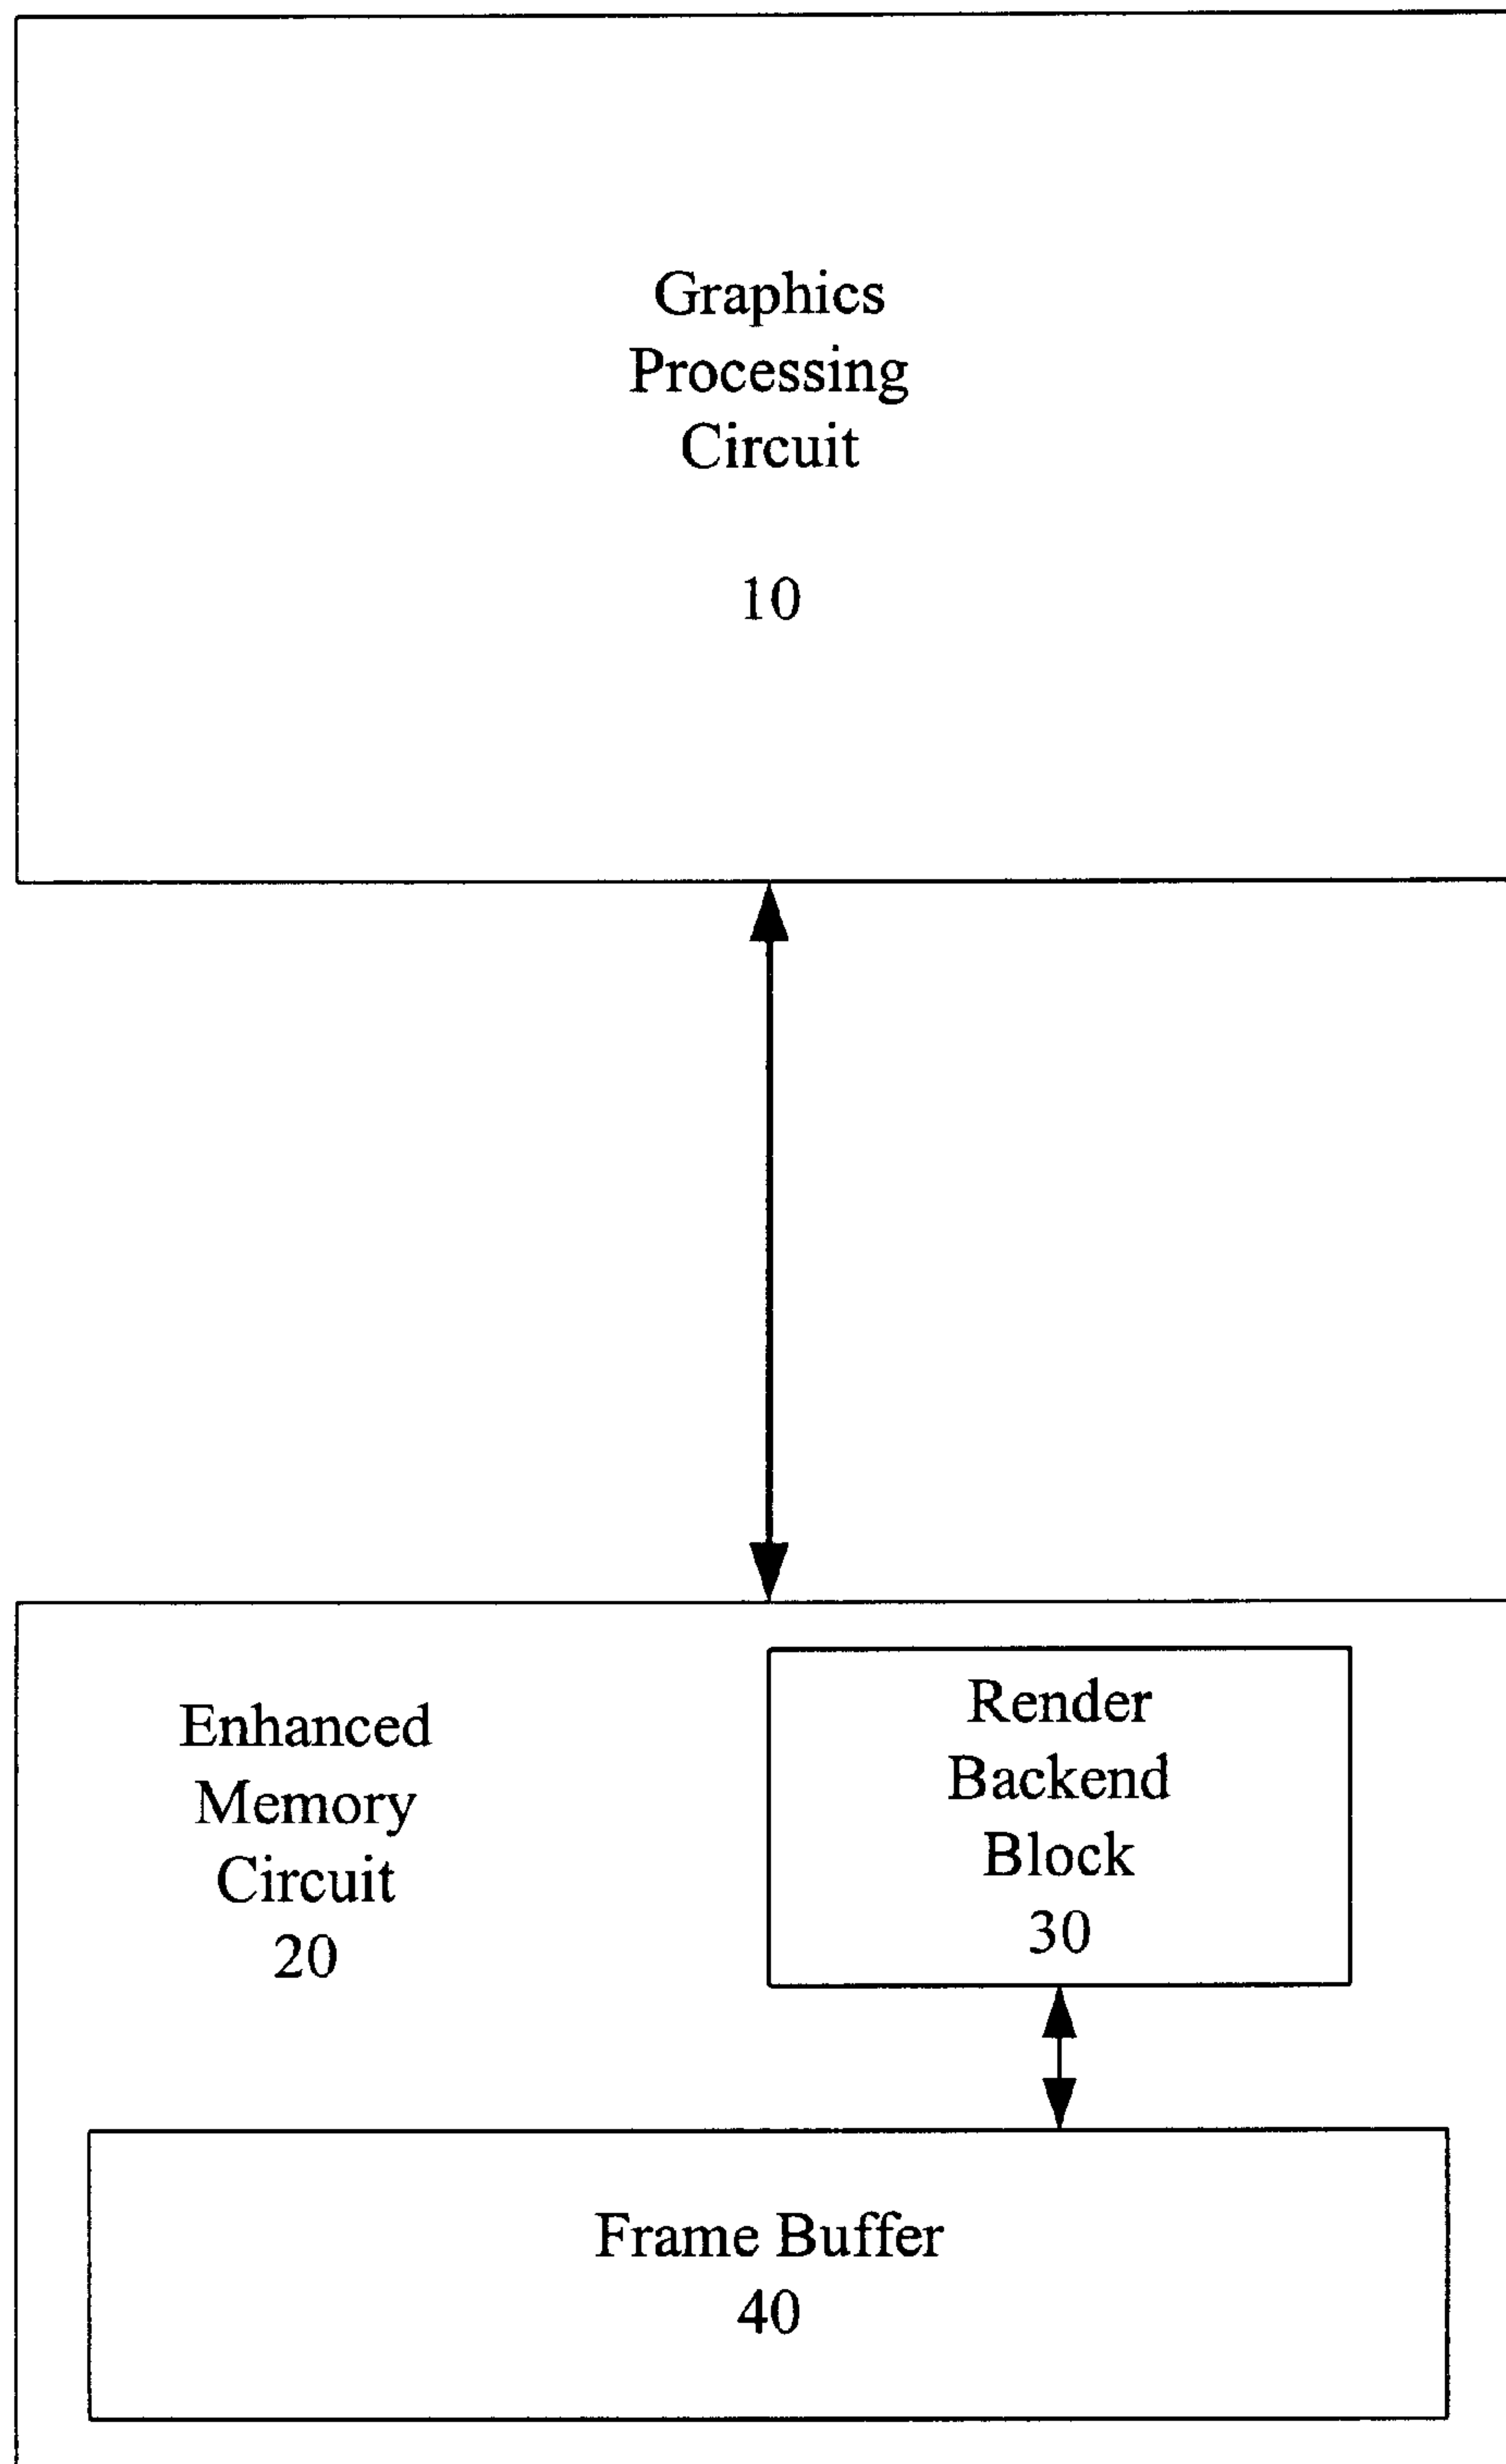 Graphics
Processing
Circuit
10
Enhanced
Memory
Circuit
20
Render
Backend
Block
30
Frame Buffer
40